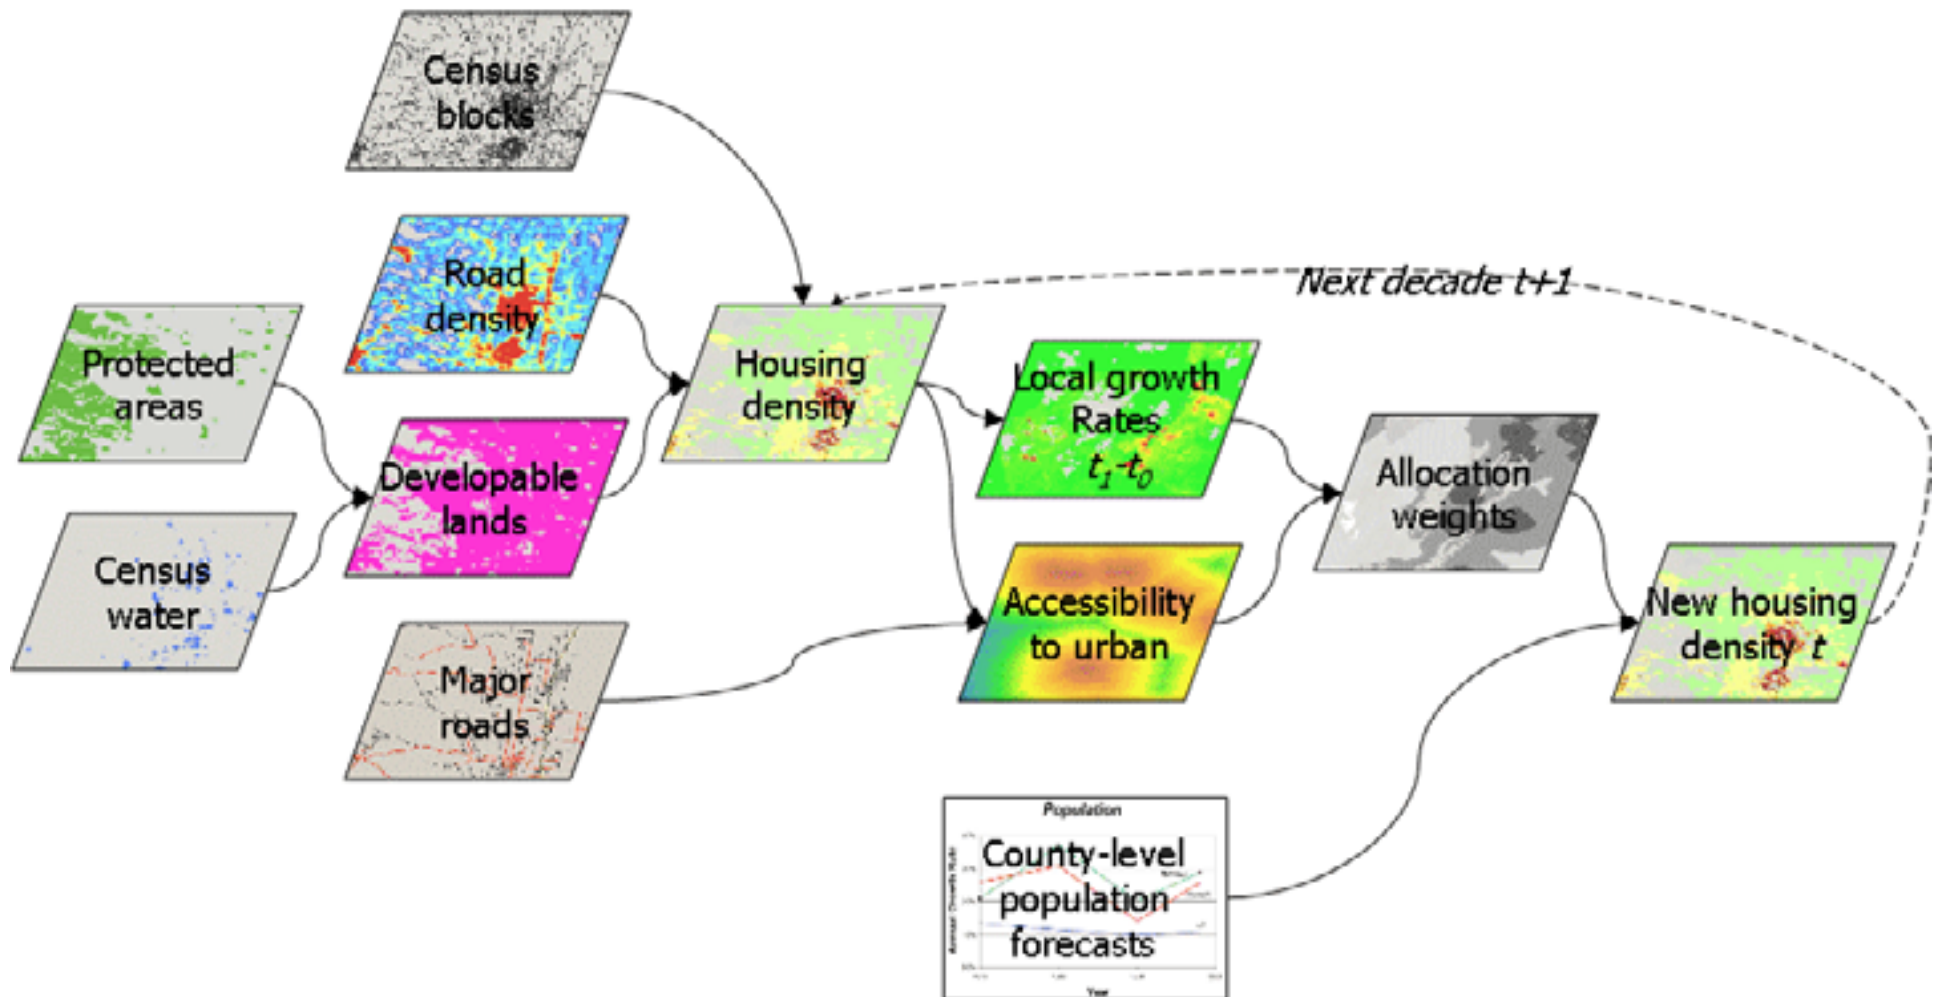 Census
blocks
Road
density
Next decade t+1
Protected
areas
Housing
density
Local growth
Rates
t₁-t₀
Developable
lands
Allocation
weights
Census
water
Accessibility
to urban
New housing
density t
Major
roads
Population
County-level
population
forecasts
Year